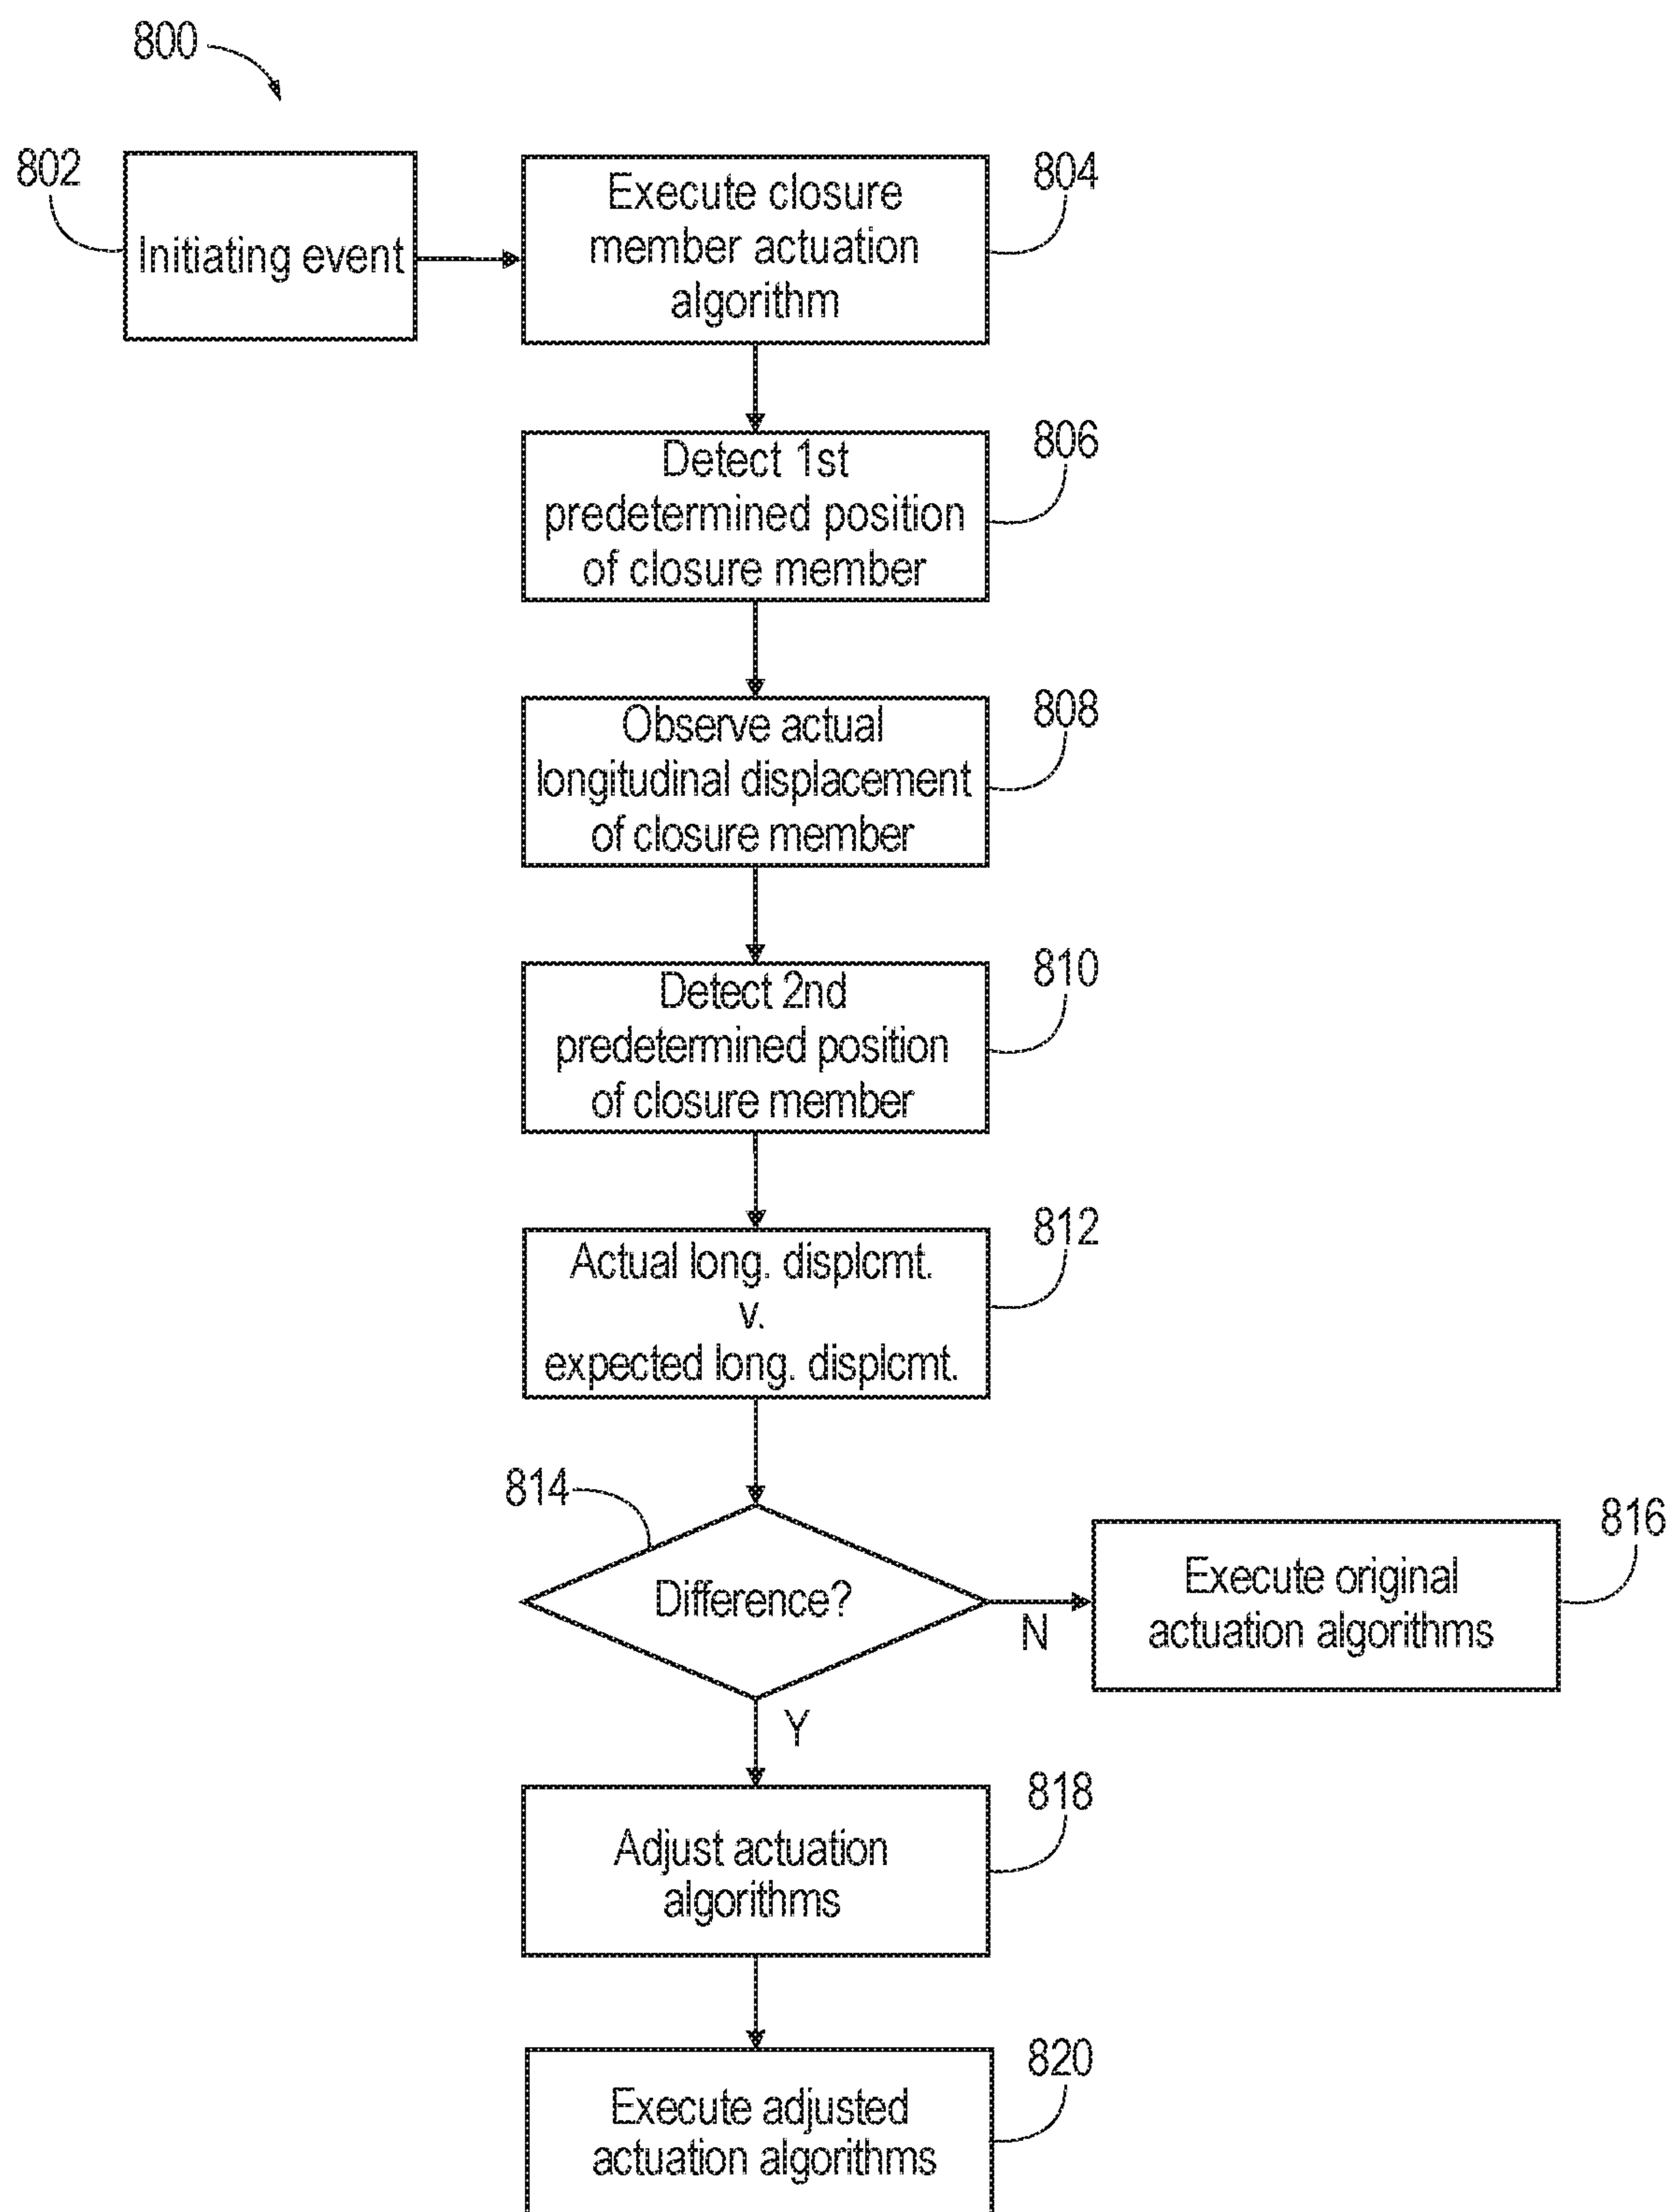 800
802
Initiating event
Execute closure
member actuation
algorithm
804
Detect 1st
predetermined position
of closure member
806
Observe actual
longitudinal displacement
of closure member
808
Detect 2nd
predetermined position
of closure member
810
Actual long. displcmt.
v.
expected long. displcmt.
812
814
Difference?
N
Execute original
actuation algorithms
816
Y
Adjust actuation
algorithms
818
Execute adjusted
actuation algorithms
820